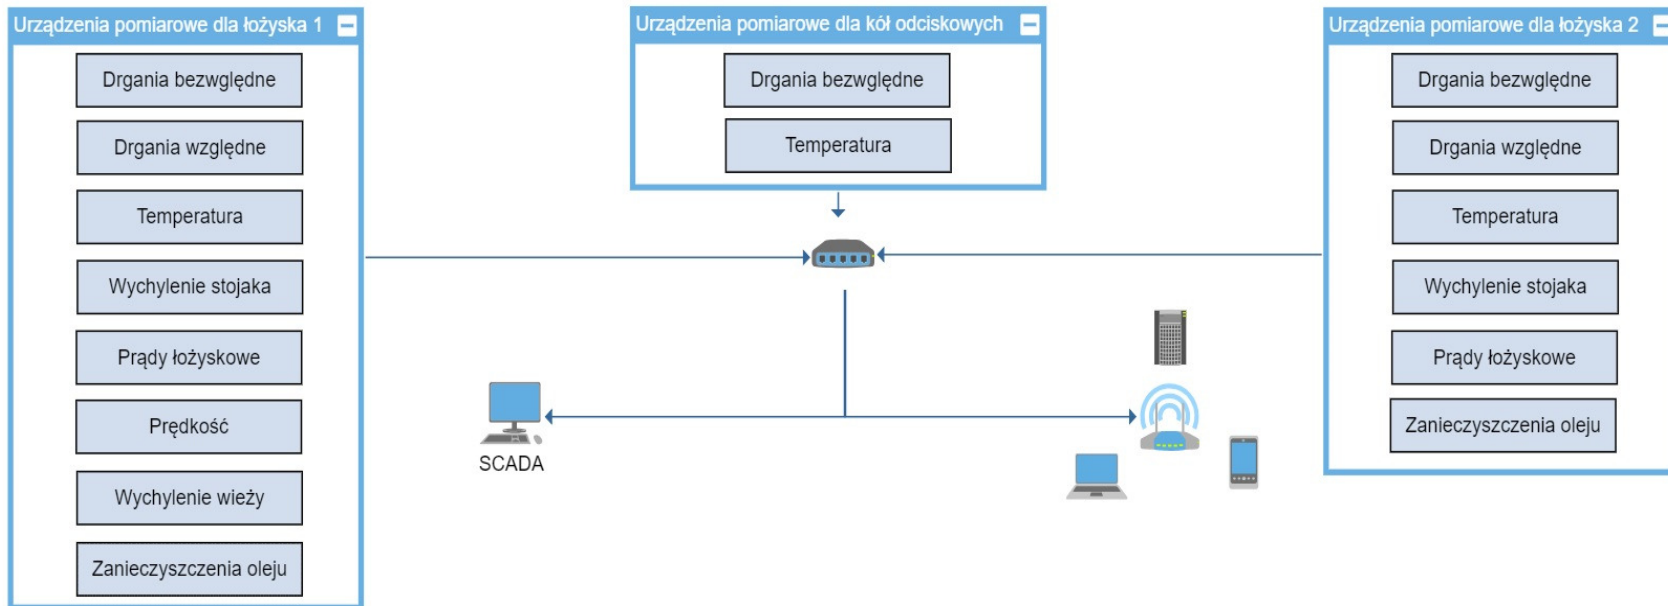 Urządzenia pomiarowe dla łożyska 1
Drgania bezwględne
Drgania względne
Temperatura
Wychylenie stojaka
Prądy łożyskowe
Prędkość
Wychylenie wieży
Zanieczyszczenia oleju
Urządzenia pomiarowe dla kół odciskowych
Drgania bezwględne
Temperatura
SCADA
Urządzenia pomiarowe dla łożyska 2
Drgania bezwględne
Drgania względne
Temperatura
Wychylenie stojaka
Prądy łożyskowe
Zanieczyszczenia oleju